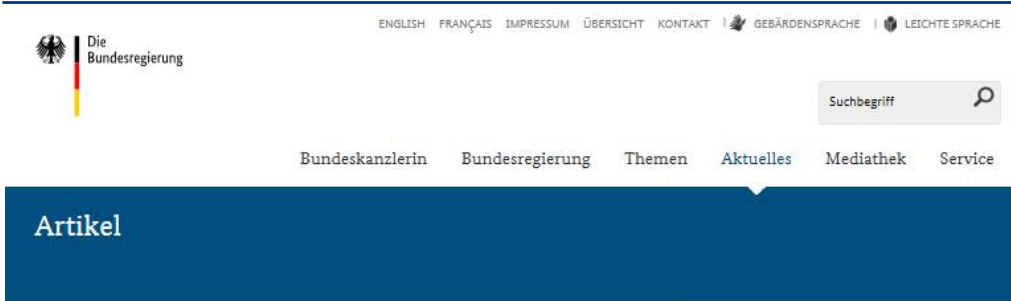 ENGLISH FRANÇAIS IMPRESSUM ÜBERSICHT KONTAKT | GEBÄRDENSPRACHE | LEICHTE SPRACHE
Die
Bundesregierung
Suchbegriff
Bundeskanzlerin Bundesregierung Themen Aktuelles Mediathek Service
Artikel